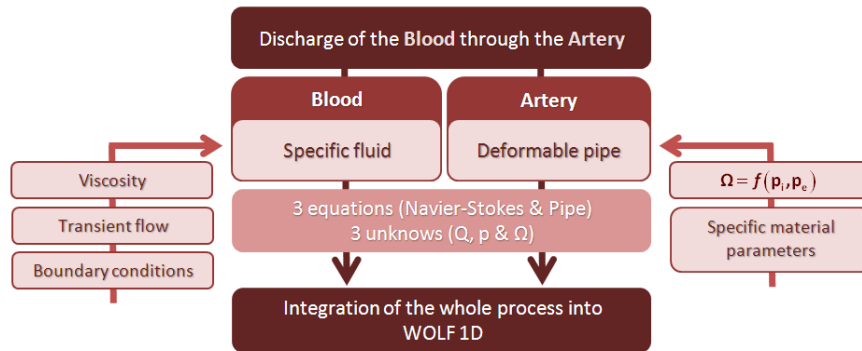 Discharge of the Blood through the Artery
Blood
Artery
Specific fluid
Deformable pipe
Viscosity
Transient flow
Boundary conditions
Ω = f(pᵢ,pₑ)
Specific material
parameters
3 equations (Navier-Stokes & Pipe)
3 unknows (Q, p & Ω)
Integration of the whole process into
WOLF 1D